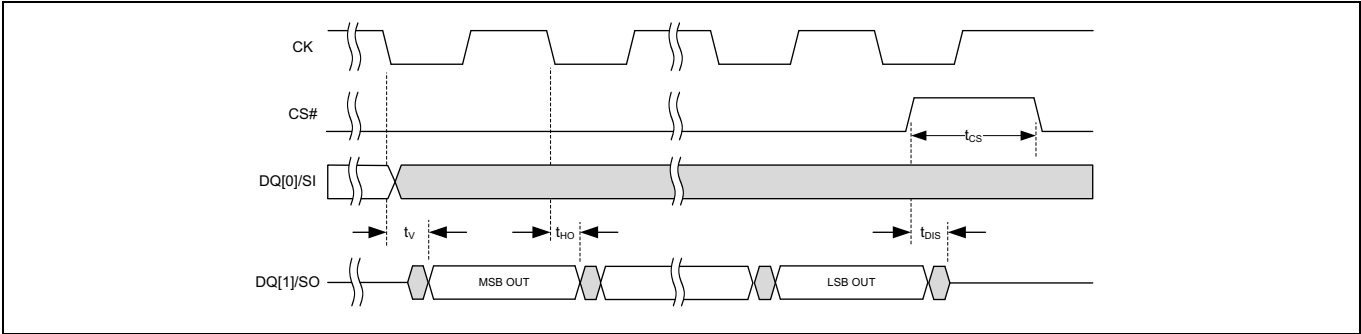 CK
CS#
tCS
DQ[0]/SI
tV
tHO
tDIS
DQ[1]/SO
MSB OUT
LSB OUT